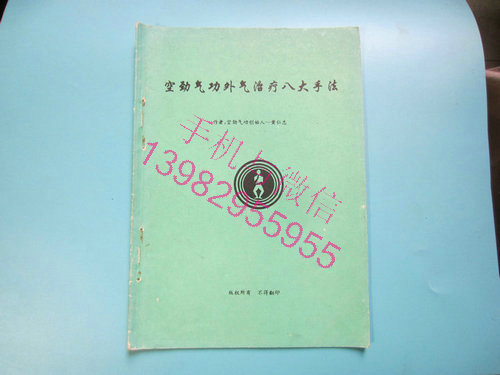 空劲气功外气治疗八大手法
作者:空劲气功创始人一黄仁忠
手机与微信
13982955955
版权所有 不得翻印